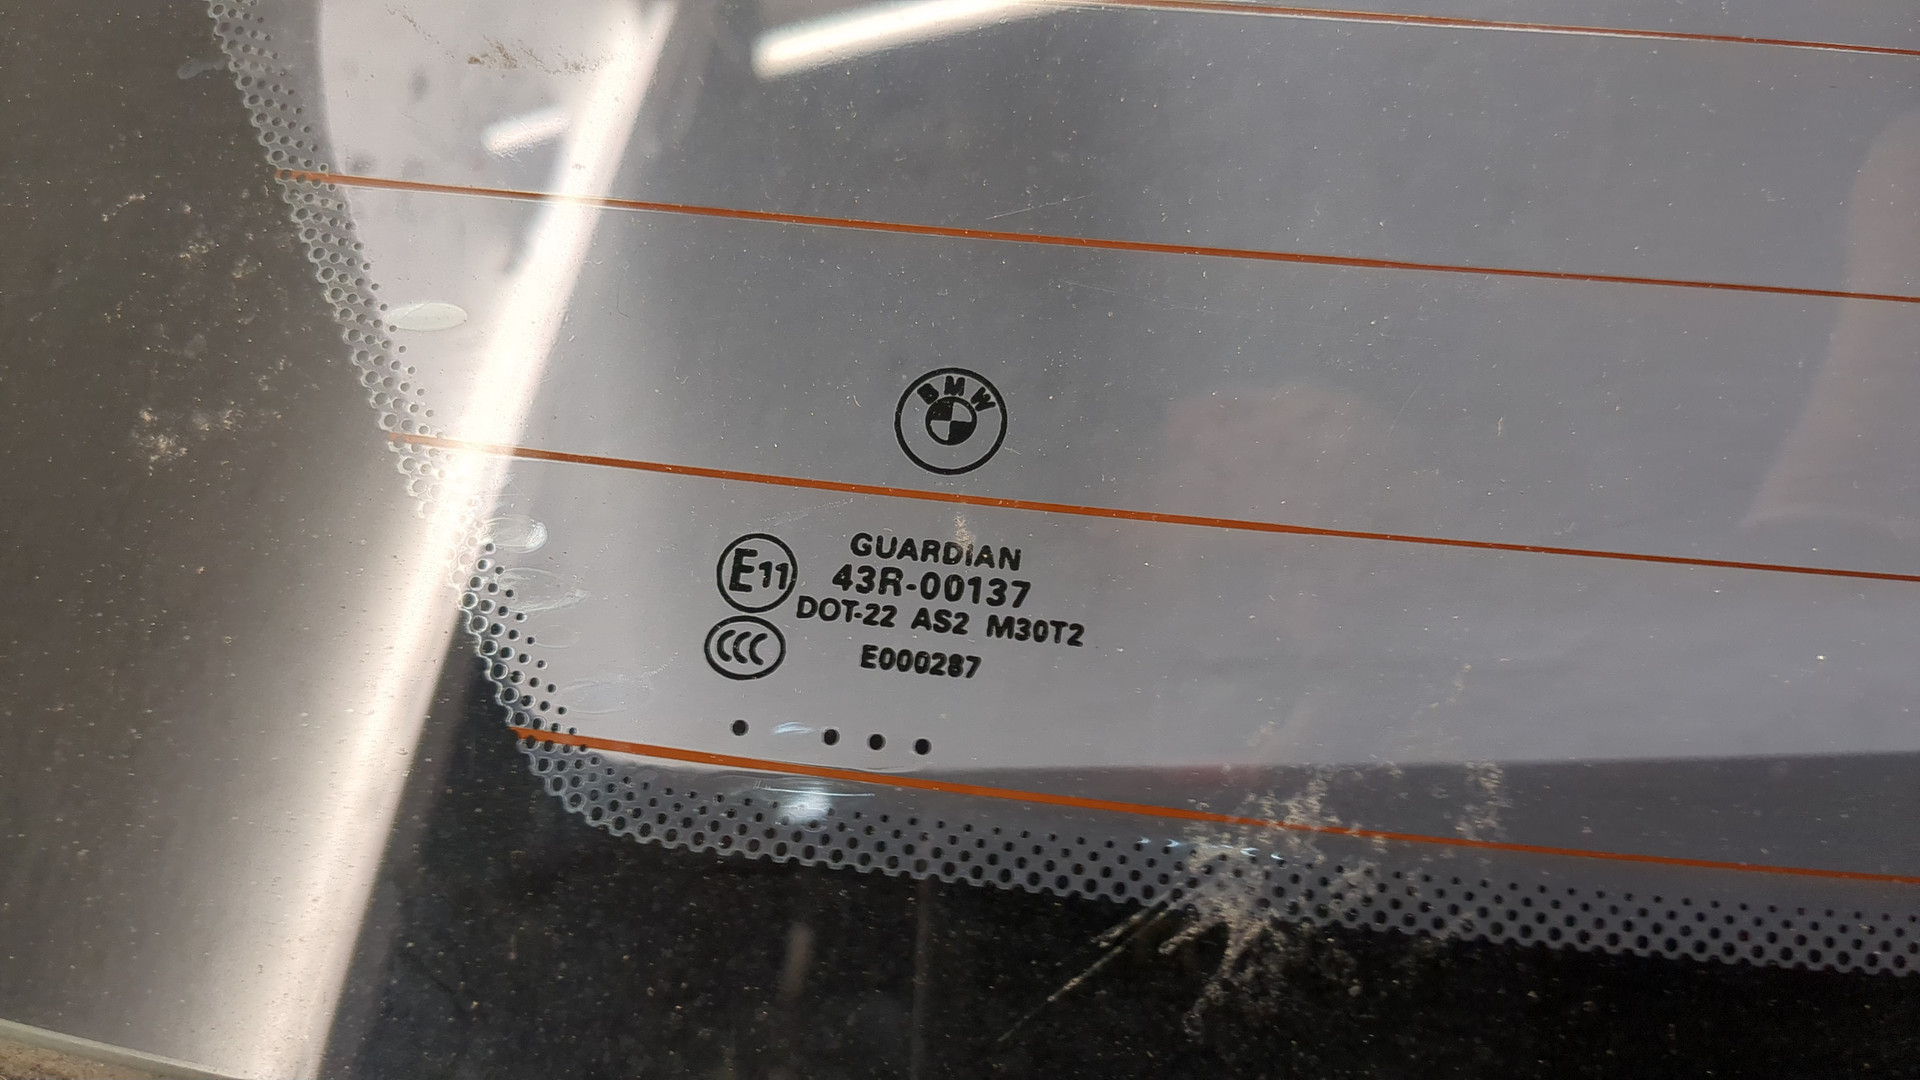 BMW
GUARDIAN
E11 43R-00137
DOT-22 AS2 M30T2
CCC E000287